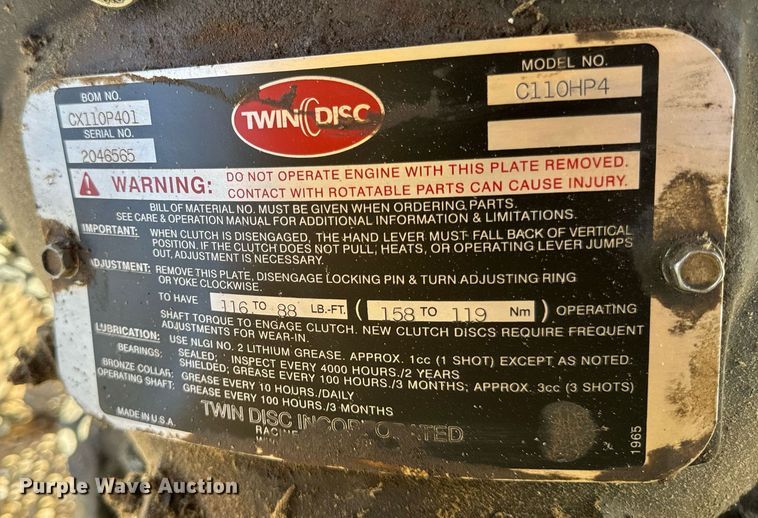 BOM NO.
CX110P401
SERIAL NO.
2046565
TWIN DISC
MODEL NO.
C110HP4
WARNING: DO NOT OPERATE ENGINE WITH THIS PLATE REMOVED.
CONTACT WITH ROTATABLE PARTS CAN CAUSE INJURY.
BILL OF MATERIAL NO. MUST BE GIVEN WHEN ORDERING PARTS.
SEE CARE & OPERATION MANUAL FOR ADDITIONAL INFORMATION & LIMITATIONS.
IMPORTANT: WHEN CLUTCH IS DISENGAGED, THE HAND LEVER MUST FALL BACK OF VERTICAL
POSITION. IF THE CLUTCH DOES NOT PULL, HEATS, OR OPERATING LEVER JUMPS
OUT, ADJUSTMENT IS NECESSARY.
ADJUSTMENT: REMOVE THIS PLATE, DISENGAGE LOCKING PIN & TURN ADJUSTING RING
OR YOKE CLOCKWISE.
TO HAVE 116 TO 88 LB.-FT. ( 158 TO 119 Nm ) OPERATING
SHAFT TORQUE TO ENGAGE CLUTCH. NEW CLUTCH DISCS REQUIRE FREQUENT
ADJUSTMENTS FOR WEAR-IN.
LUBRICATION: USE NLGI NO. 2 LITHIUM GREASE. APPROX. 1cc (1 SHOT) EXCEPT AS NOTED:
BEARINGS: SEALED; INSPECT EVERY 4000 HOURS/2 YEARS
SHIELDED; GREASE EVERY 100 HOURS/3 MONTHS; APPROX. 3cc (3 SHOTS)
BRONZE COLLAR: GREASE EVERY 10 HOURS/DAILY
OPERATING SHAFT: GREASE EVERY 100 HOURS/3 MONTHS
MADE IN U.S.A.
TWIN DISC INCORPORATED
RACINE
1965
Purple Wave Auction